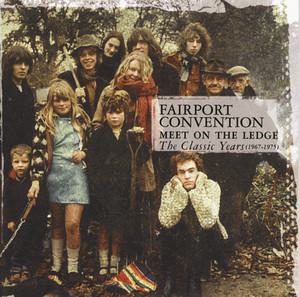 FAIRPORT
CONVENTION
MEET ON THE LEDGE
The Classic Years (1967-1975)